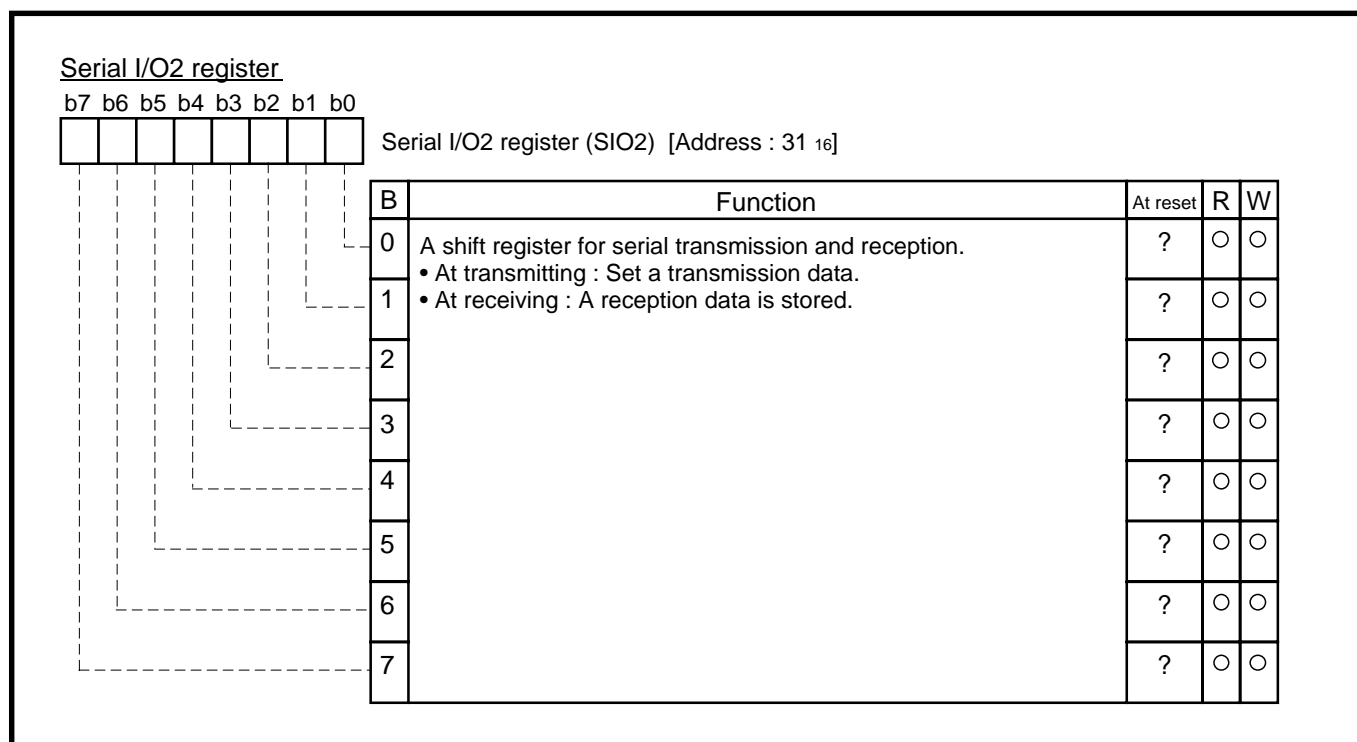 Serial I/O2 register
b7 b6 b5 b4 b3 b2 b1 b0
Serial I/O2 register (SIO2) [Address : 31 16]
B Function At reset R W
0 A shift register for serial transmission and reception. ? ○ ○
• At transmitting : Set a transmission data.
1 • At receiving : A reception data is stored. ? ○ ○
2 ? ○ ○
3 ? ○ ○
4 ? ○ ○
5 ? ○ ○
6 ? ○ ○
7 ? ○ ○